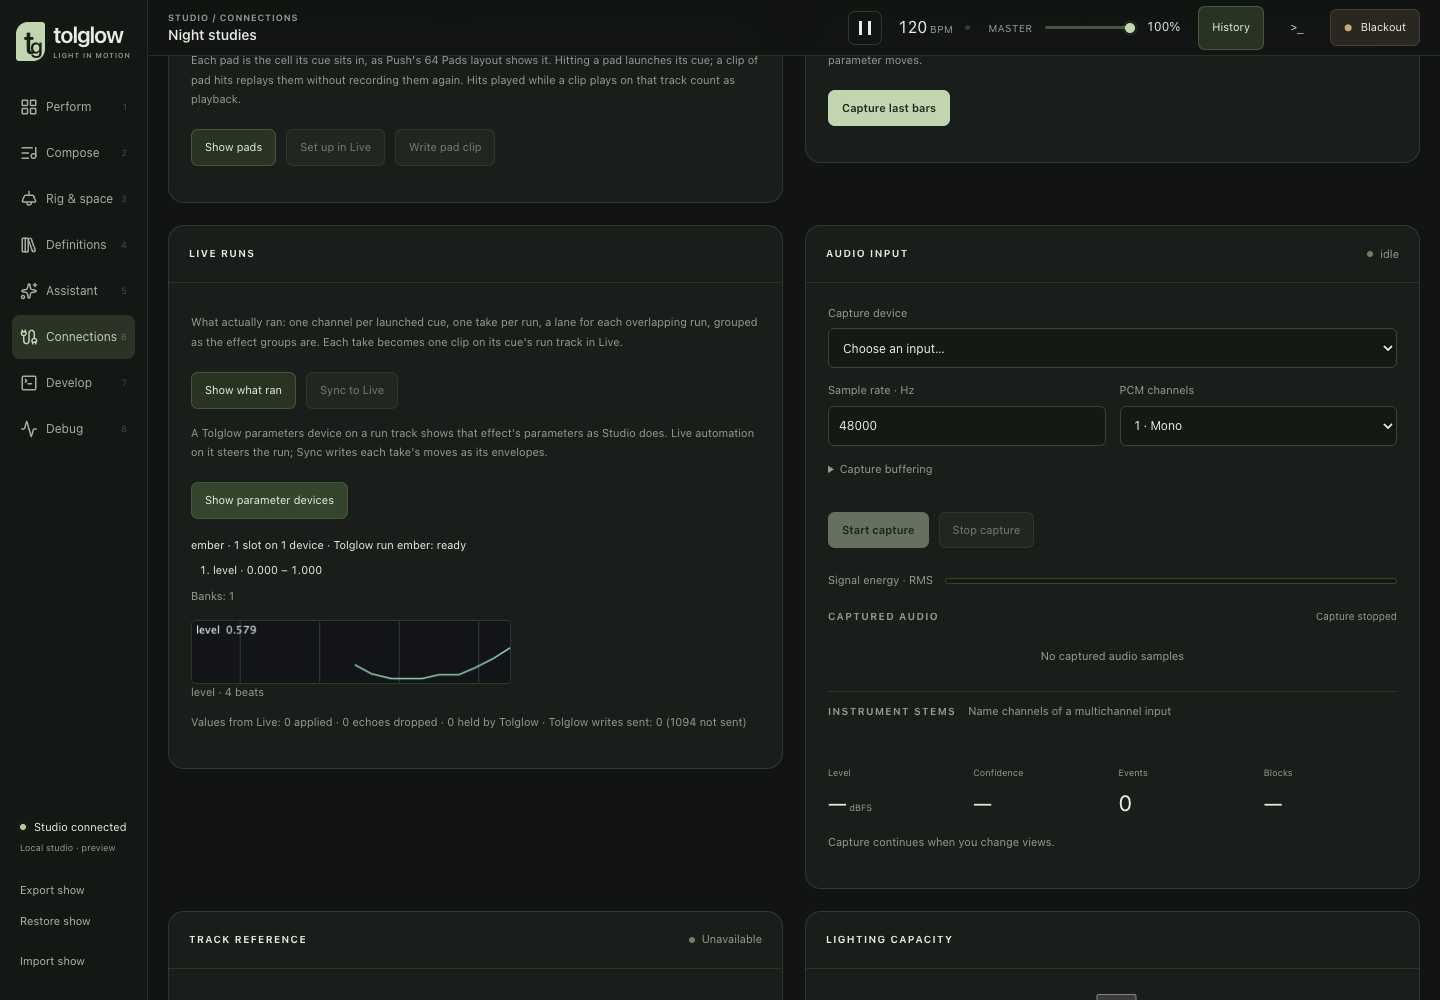 tolglow
LIGHT IN MOTION
Perform 1
Compose 2
Rig & space 3
Definitions 4
Assistant 5
Connections 6
Develop 7
Debug 8
Studio connected
Local studio · preview
Export show
Restore show
Import show
STUDIO / CONNECTIONS
Night studies
120 BPM
MASTER
100%
History
>_
Blackout
Each pad is the cell its cue sits in, as Push's 64 Pads layout shows it. Hitting a pad launches its cue; a clip of
pad hits replays them without recording them again. Hits played while a clip plays on that track count as
playback.
Show pads
Set up in Live
Write pad clip
parameter moves.
Capture last bars
LIVE RUNS
What actually ran: one channel per launched cue, one take per run, a lane for each overlapping run, grouped
as the effect groups are. Each take becomes one clip on its cue's run track in Live.
Show what ran
Sync to Live
A Tolglow parameters device on a run track shows that effect's parameters as Studio does. Live automation
on it steers the run; Sync writes each take's moves as its envelopes.
Show parameter devices
ember · 1 slot on 1 device · Tolglow run ember: ready
1. level · 0.000 – 1.000
Banks: 1
level 0.579
level · 4 beats
Values from Live: 0 applied · 0 echoes dropped · 0 held by Tolglow · Tolglow writes sent: 0 (1094 not sent)
AUDIO INPUT
idle
Capture device
Choose an input...
Sample rate · Hz
PCM channels
48000
1 · Mono
Capture buffering
Start capture
Stop capture
Signal energy · RMS
CAPTURED AUDIO
Capture stopped
No captured audio samples
INSTRUMENT STEMS Name channels of a multichannel input
Level
Confidence
Events
Blocks
— dBFS
—
0
—
Capture continues when you change views.
TRACK REFERENCE
Unavailable
LIGHTING CAPACITY